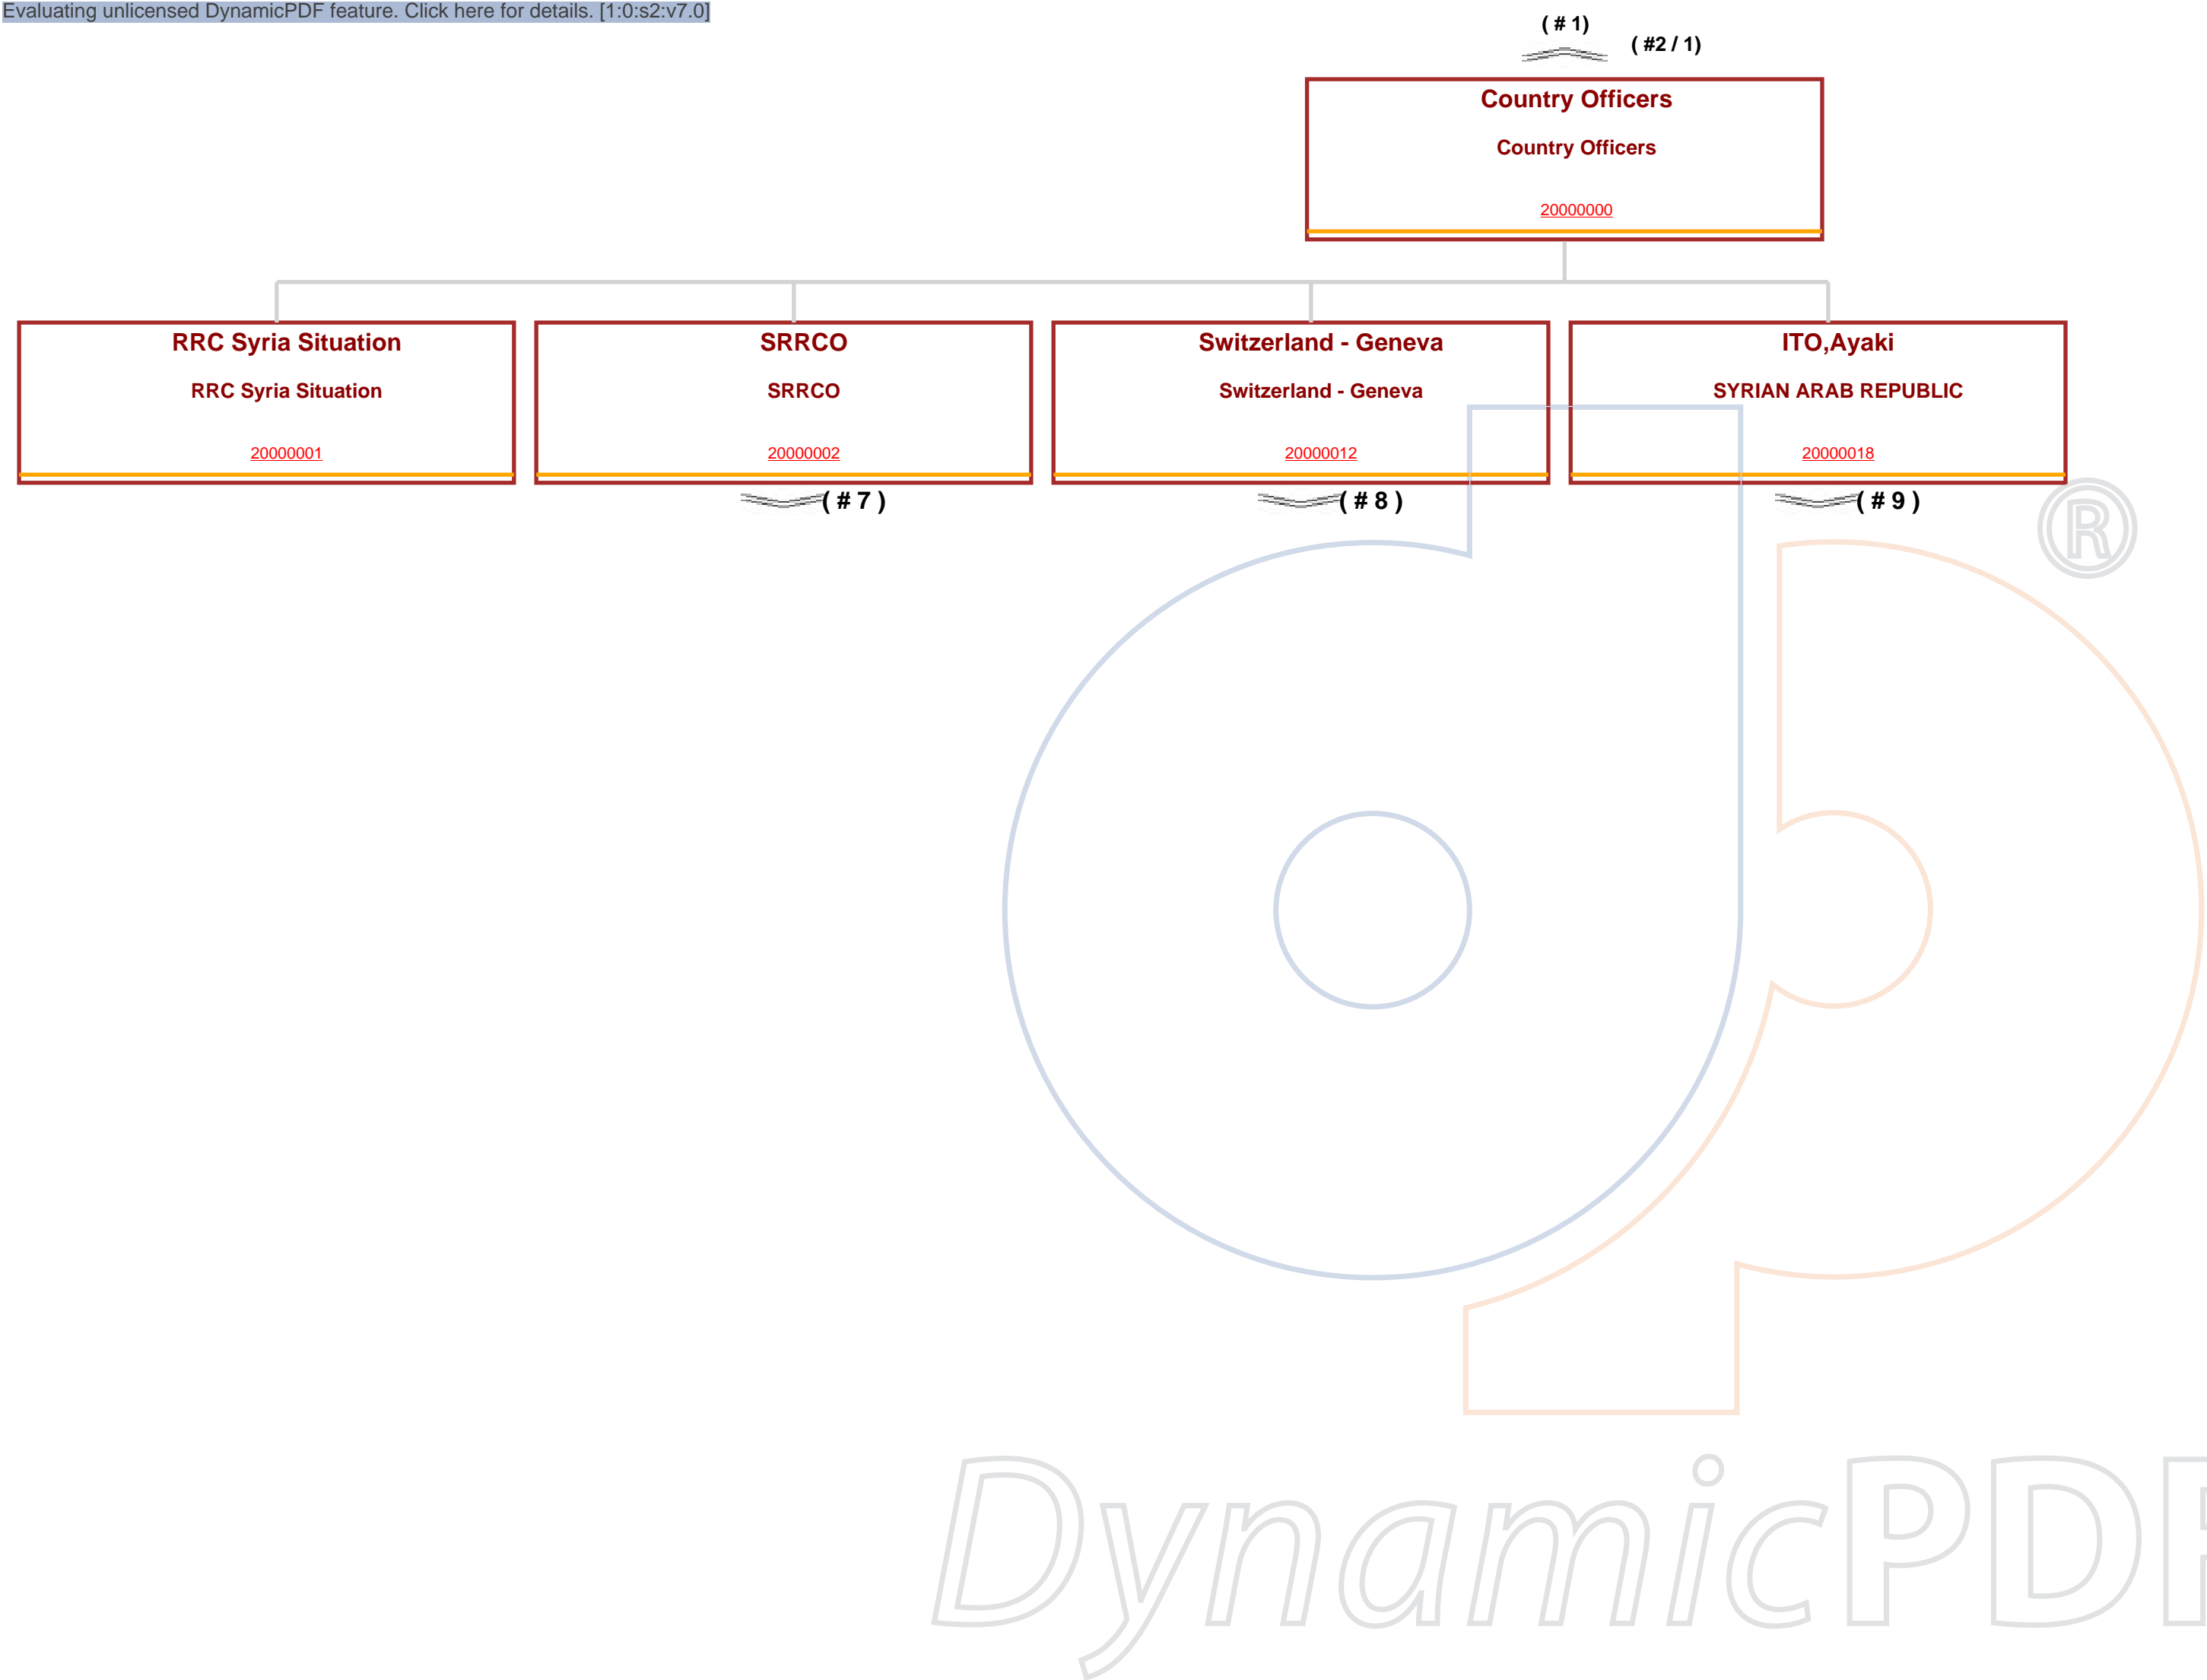 Evaluating unlicensed DynamicPDF feature. Click here for details. [1:0:s2:v7.0]
( # 1)
( #2 / 1)
Country Officers
Country Officers
20000000
RRC Syria Situation
RRC Syria Situation
20000001
SRRCO
SRRCO
20000002
( # 7 )
Switzerland - Geneva
Switzerland - Geneva
20000012
( # 8 )
ITO,Ayaki
SYRIAN ARAB REPUBLIC
20000018
( # 9 )
®
DynamicPDF